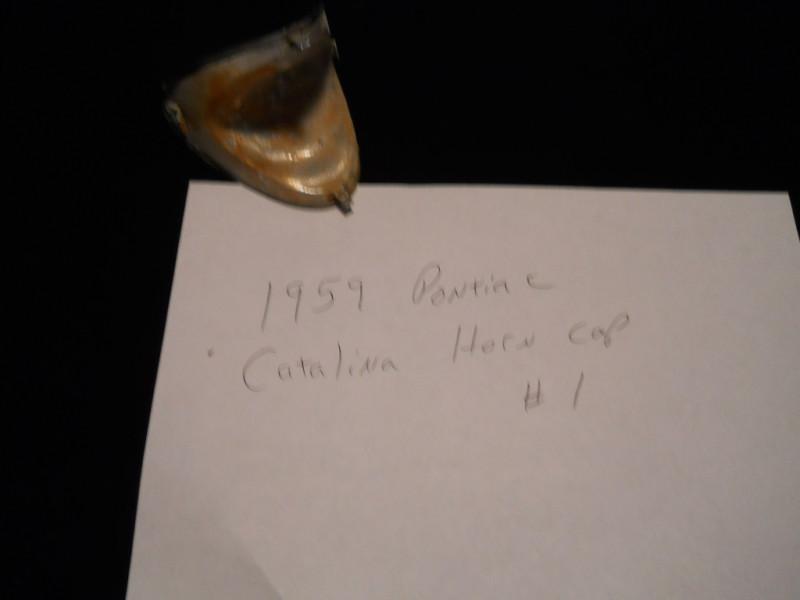 1959 Pontiac
Catalina Horn cap
# 1